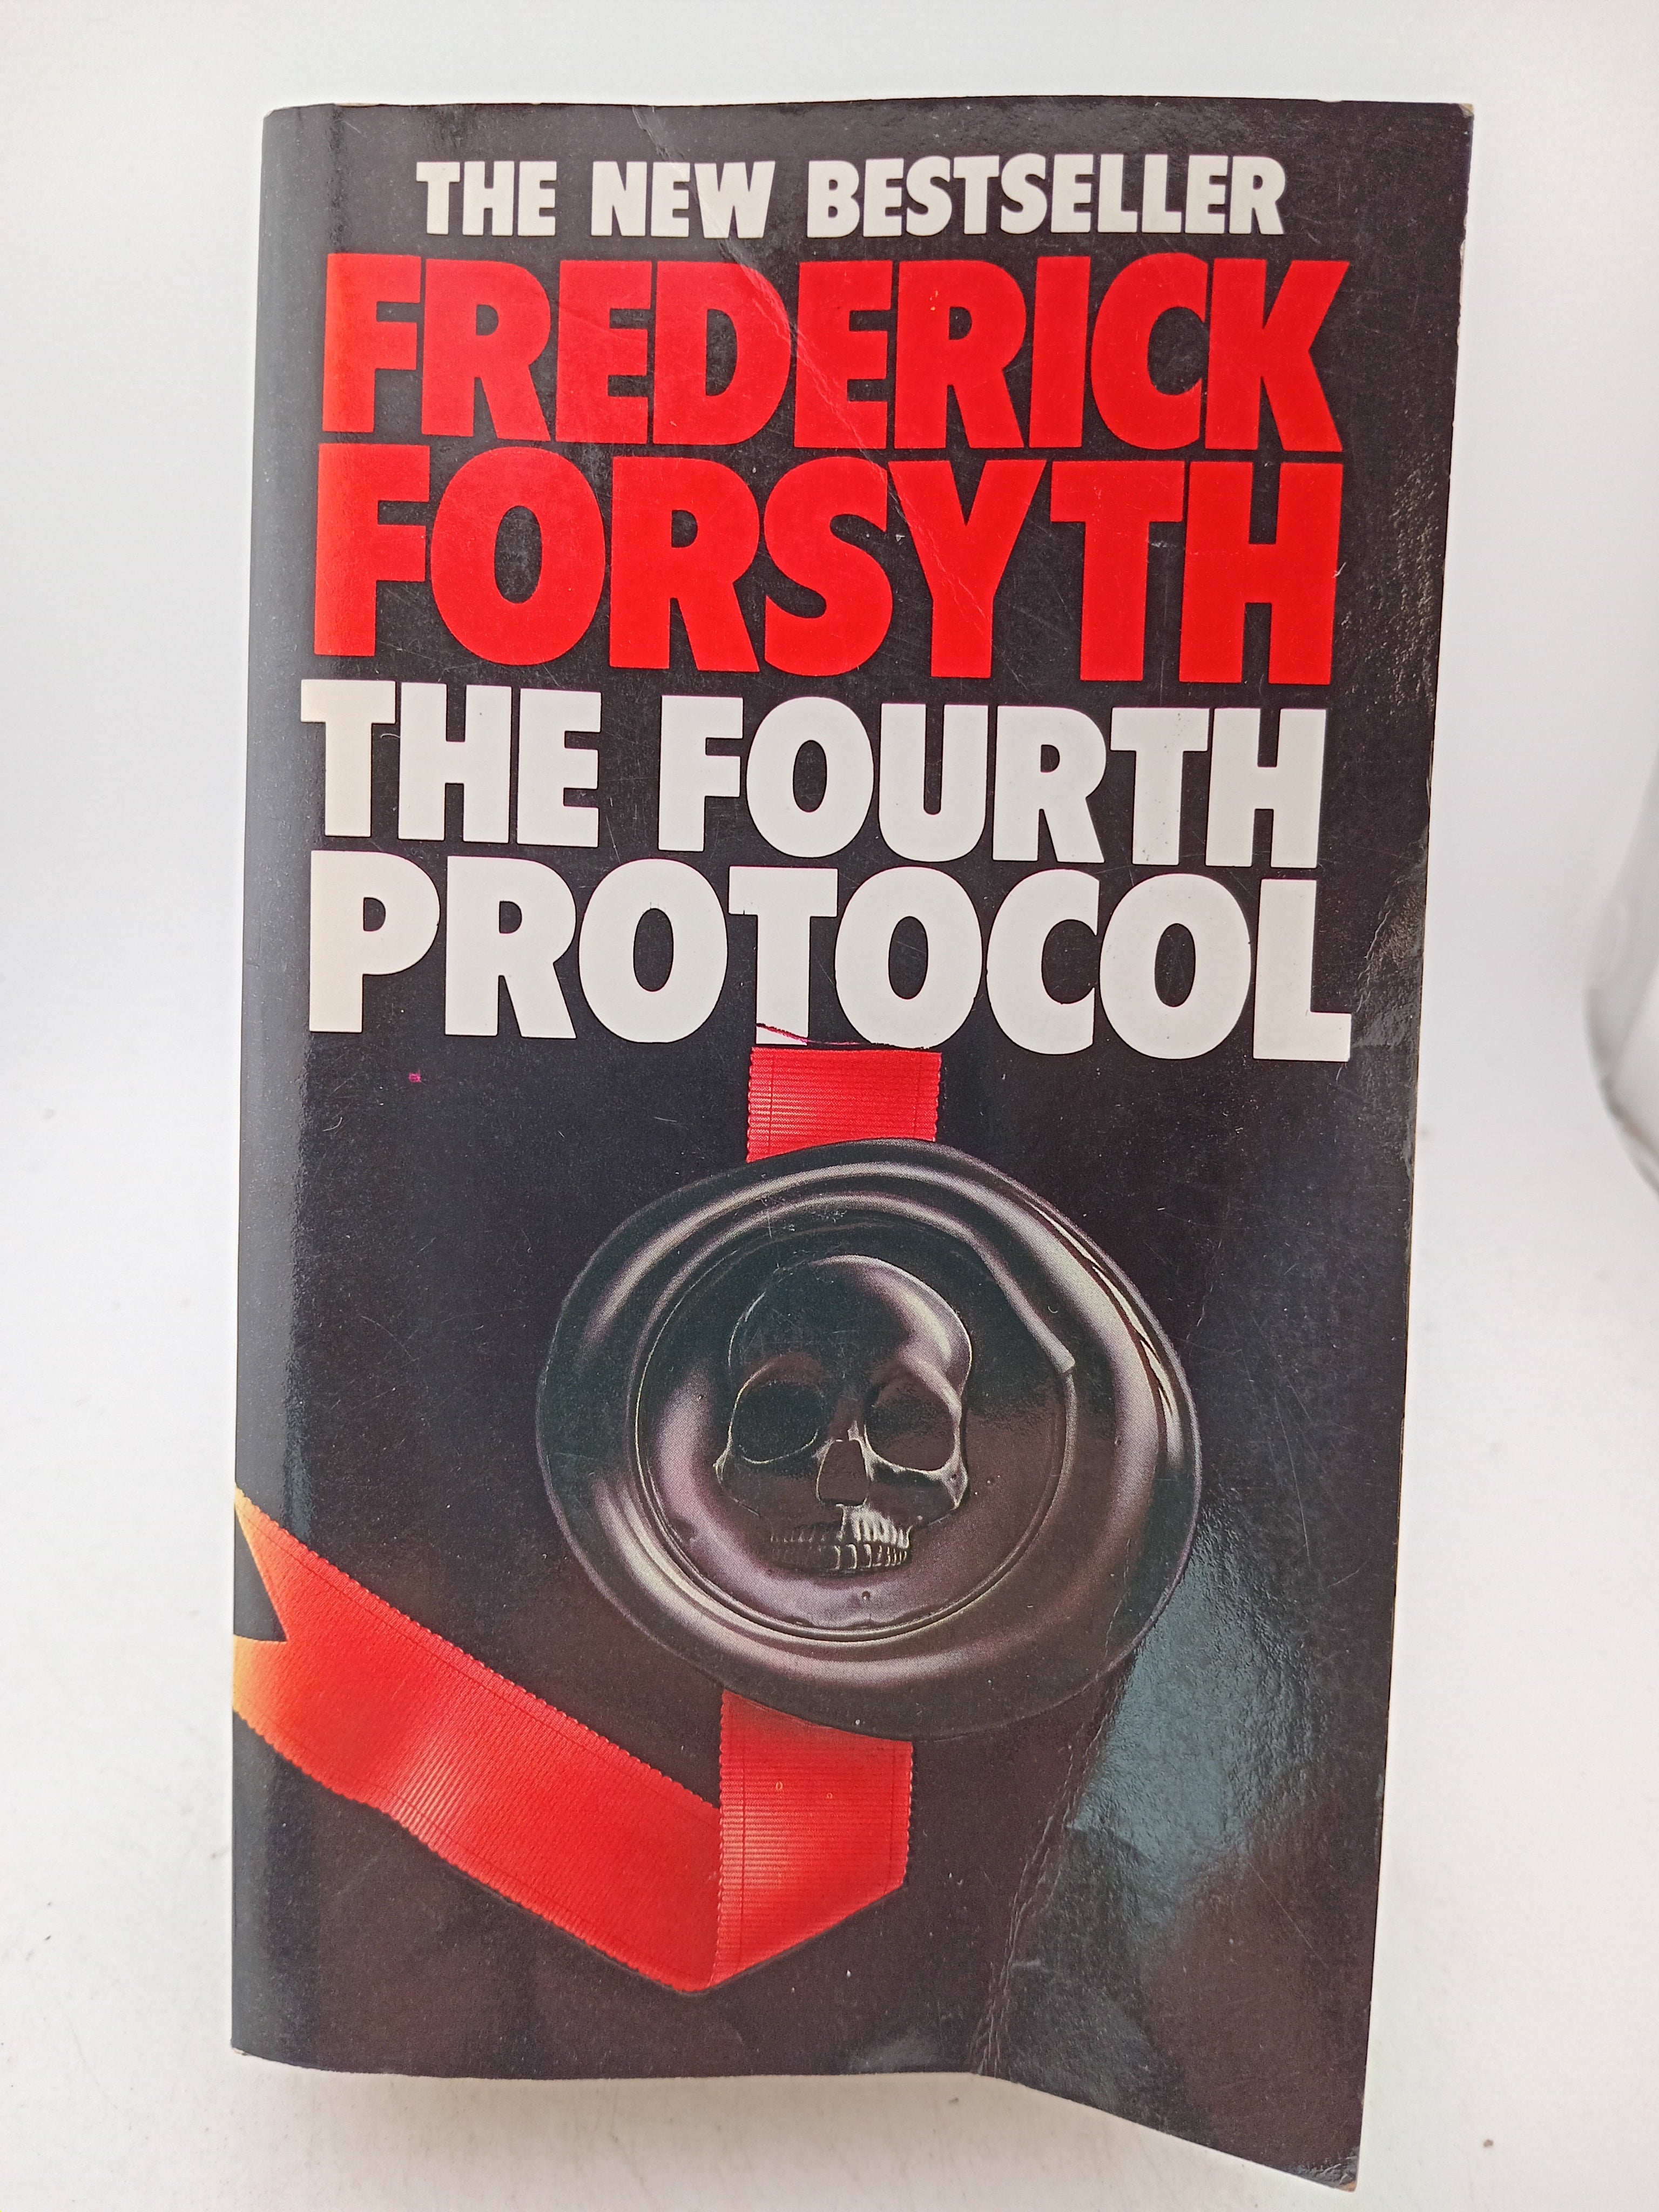 THE NEW BESTSELLER
FREDERICK
FORSYTH
THE FOURTH
PROTOCOL